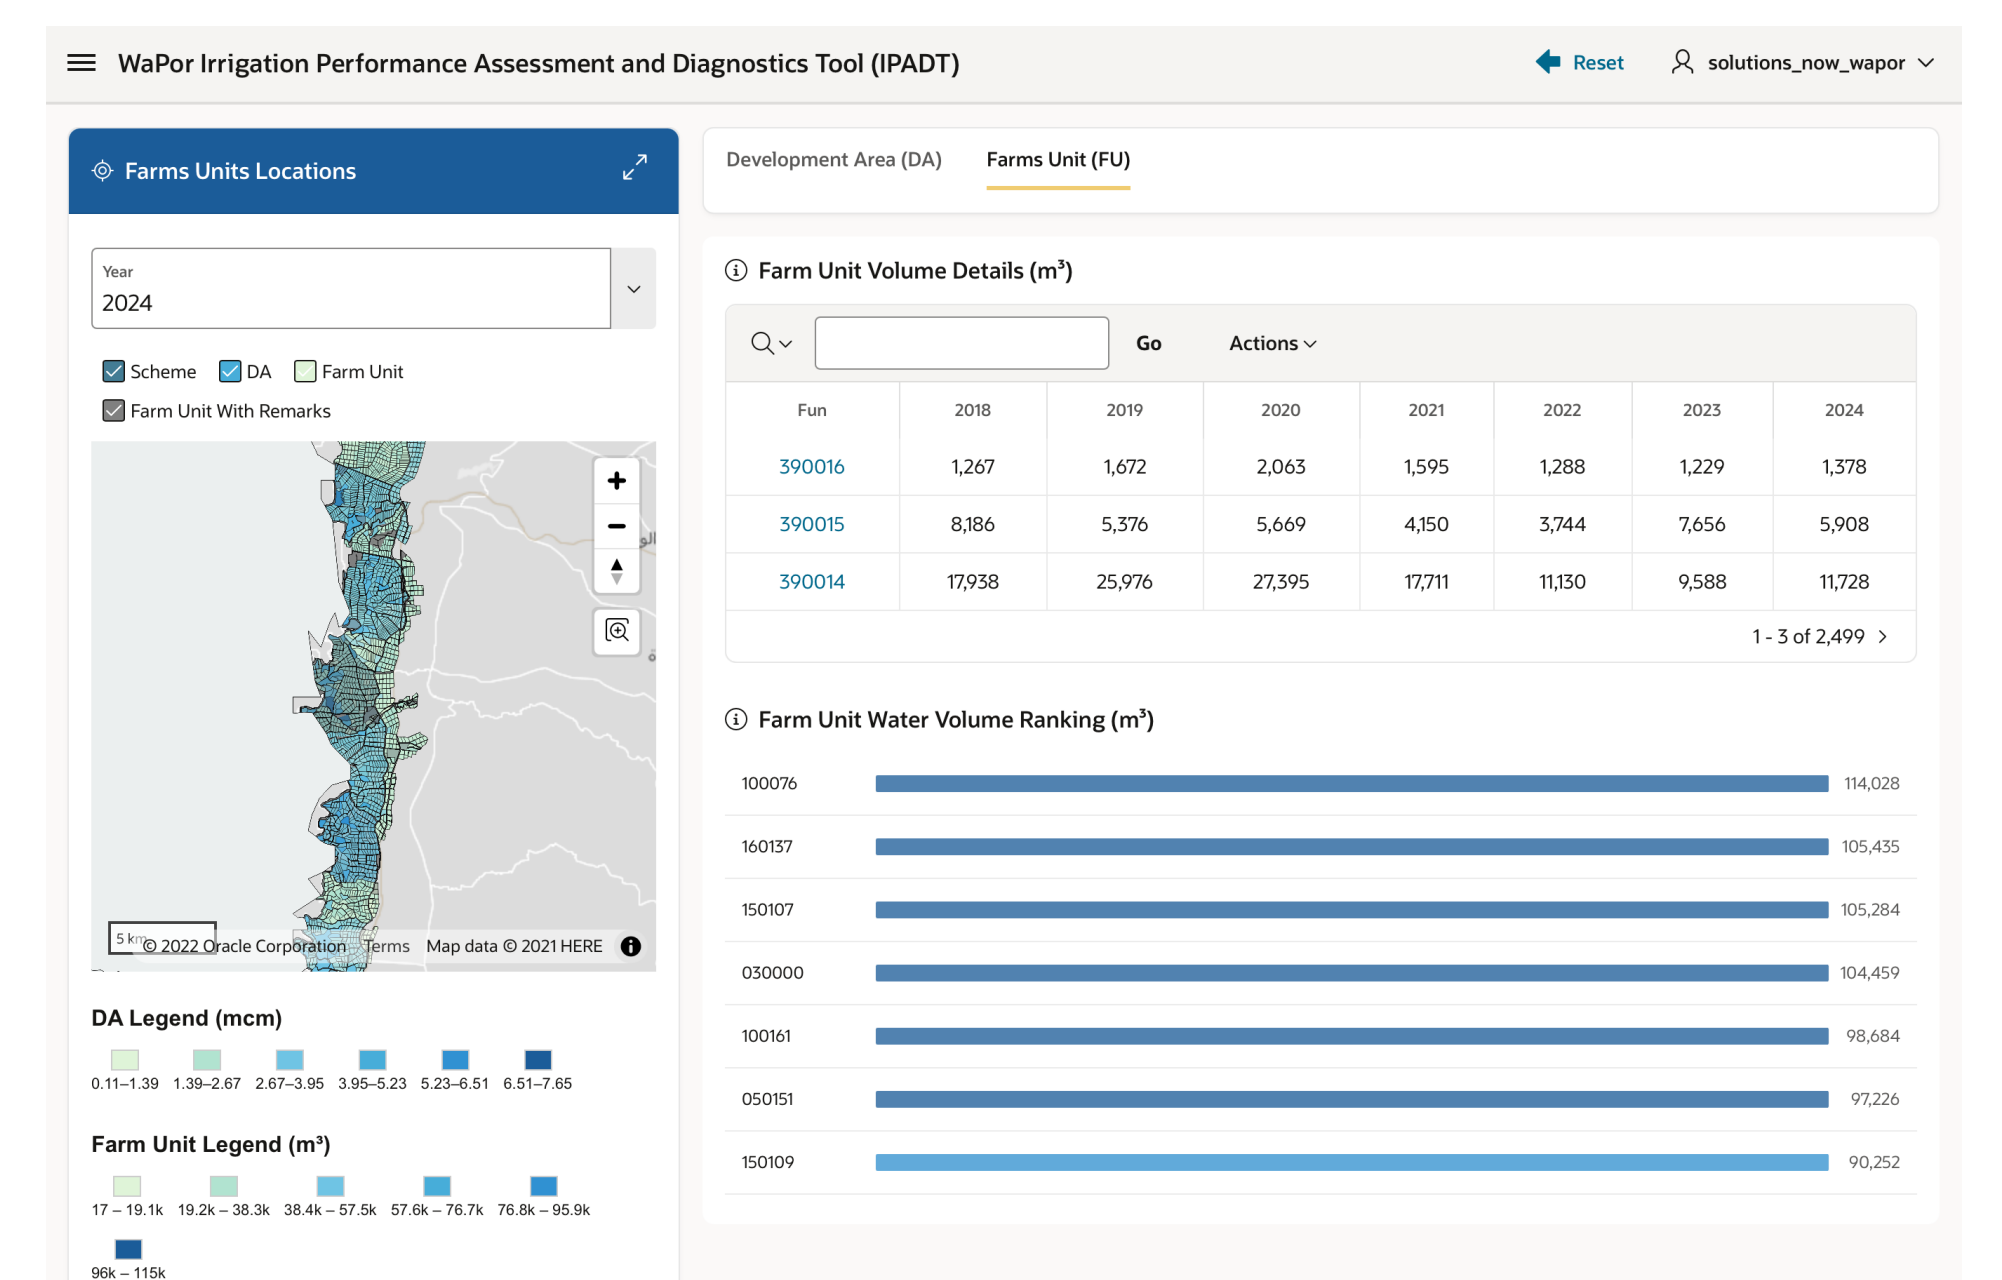 WaPor Irrigation Performance Assessment and Diagnostics Tool (IPADT)
Reset
solutions_now_wapor
Farms Units Locations
Year
2024
Scheme DA Farm Unit
Farm Unit With Remarks
5 km
© 2022 Oracle Corporation Terms Map data © 2021 HERE
DA Legend (mcm)
0.11–1.39 1.39–2.67 2.67–3.95 3.95–5.23 5.23–6.51 6.51–7.65
Farm Unit Legend (m³)
17 – 19.1k 19.2k – 38.3k 38.4k – 57.5k 57.6k – 76.7k 76.8k – 95.9k
96k – 115k
Development Area (DA) Farms Unit (FU)
Farm Unit Volume Details (m³)
Go Actions
Fun 2018 2019 2020 2021 2022 2023 2024
390016 1,267 1,672 2,063 1,595 1,288 1,229 1,378
390015 8,186 5,376 5,669 4,150 3,744 7,656 5,908
390014 17,938 25,976 27,395 17,711 11,130 9,588 11,728
1 - 3 of 2,499
Farm Unit Water Volume Ranking (m³)
100076 114,028
160137 105,435
150107 105,284
030000 104,459
100161 98,684
050151 97,226
150109 90,252